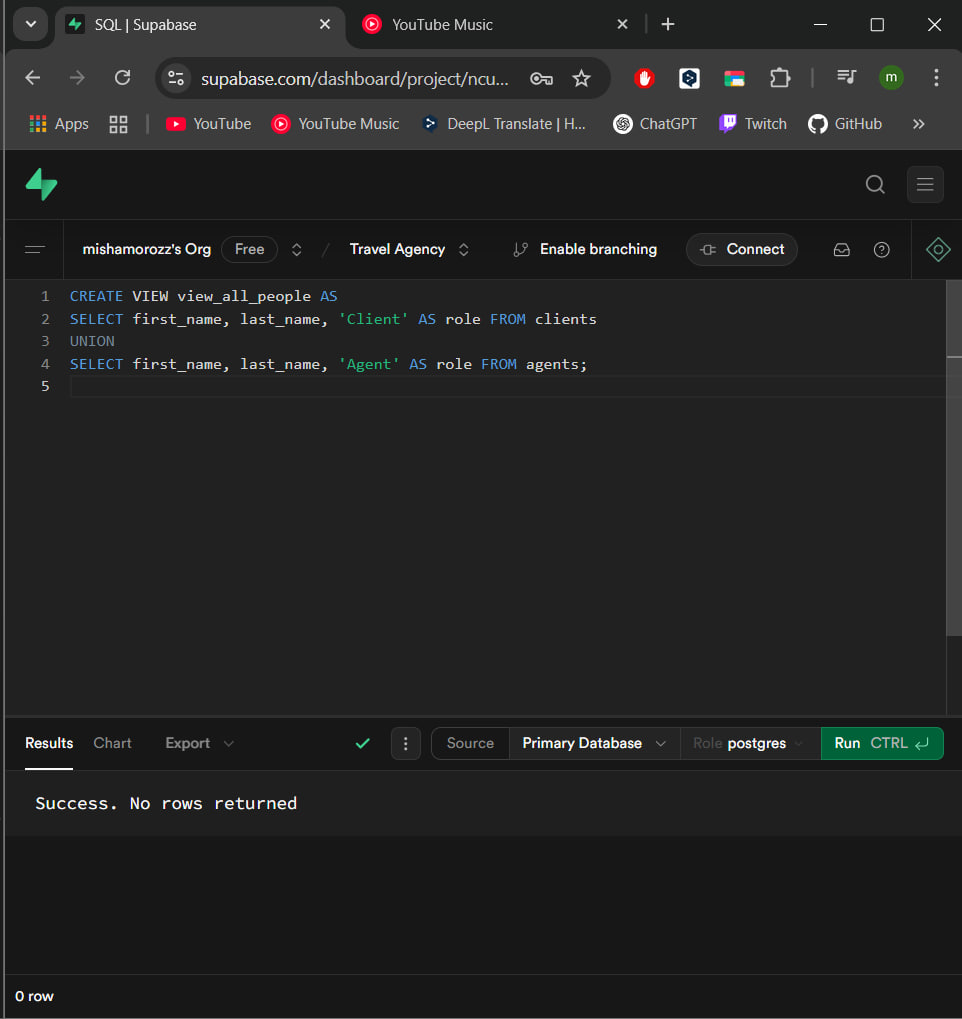 SQL | Supabase
YouTube Music
supabase.com/dashboard/project/ncu...
m
Apps
YouTube
YouTube Music
DeepL Translate | H...
ChatGPT
Twitch
GitHub
mishamorozz's Org Free / Travel Agency Enable branching Connect
1 CREATE VIEW view_all_people AS
2 SELECT first_name, last_name, 'Client' AS role FROM clients
3 UNION
4 SELECT first_name, last_name, 'Agent' AS role FROM agents;
5
Results Chart Export Source Primary Database Role postgres Run CTRL
Success. No rows returned
0 row